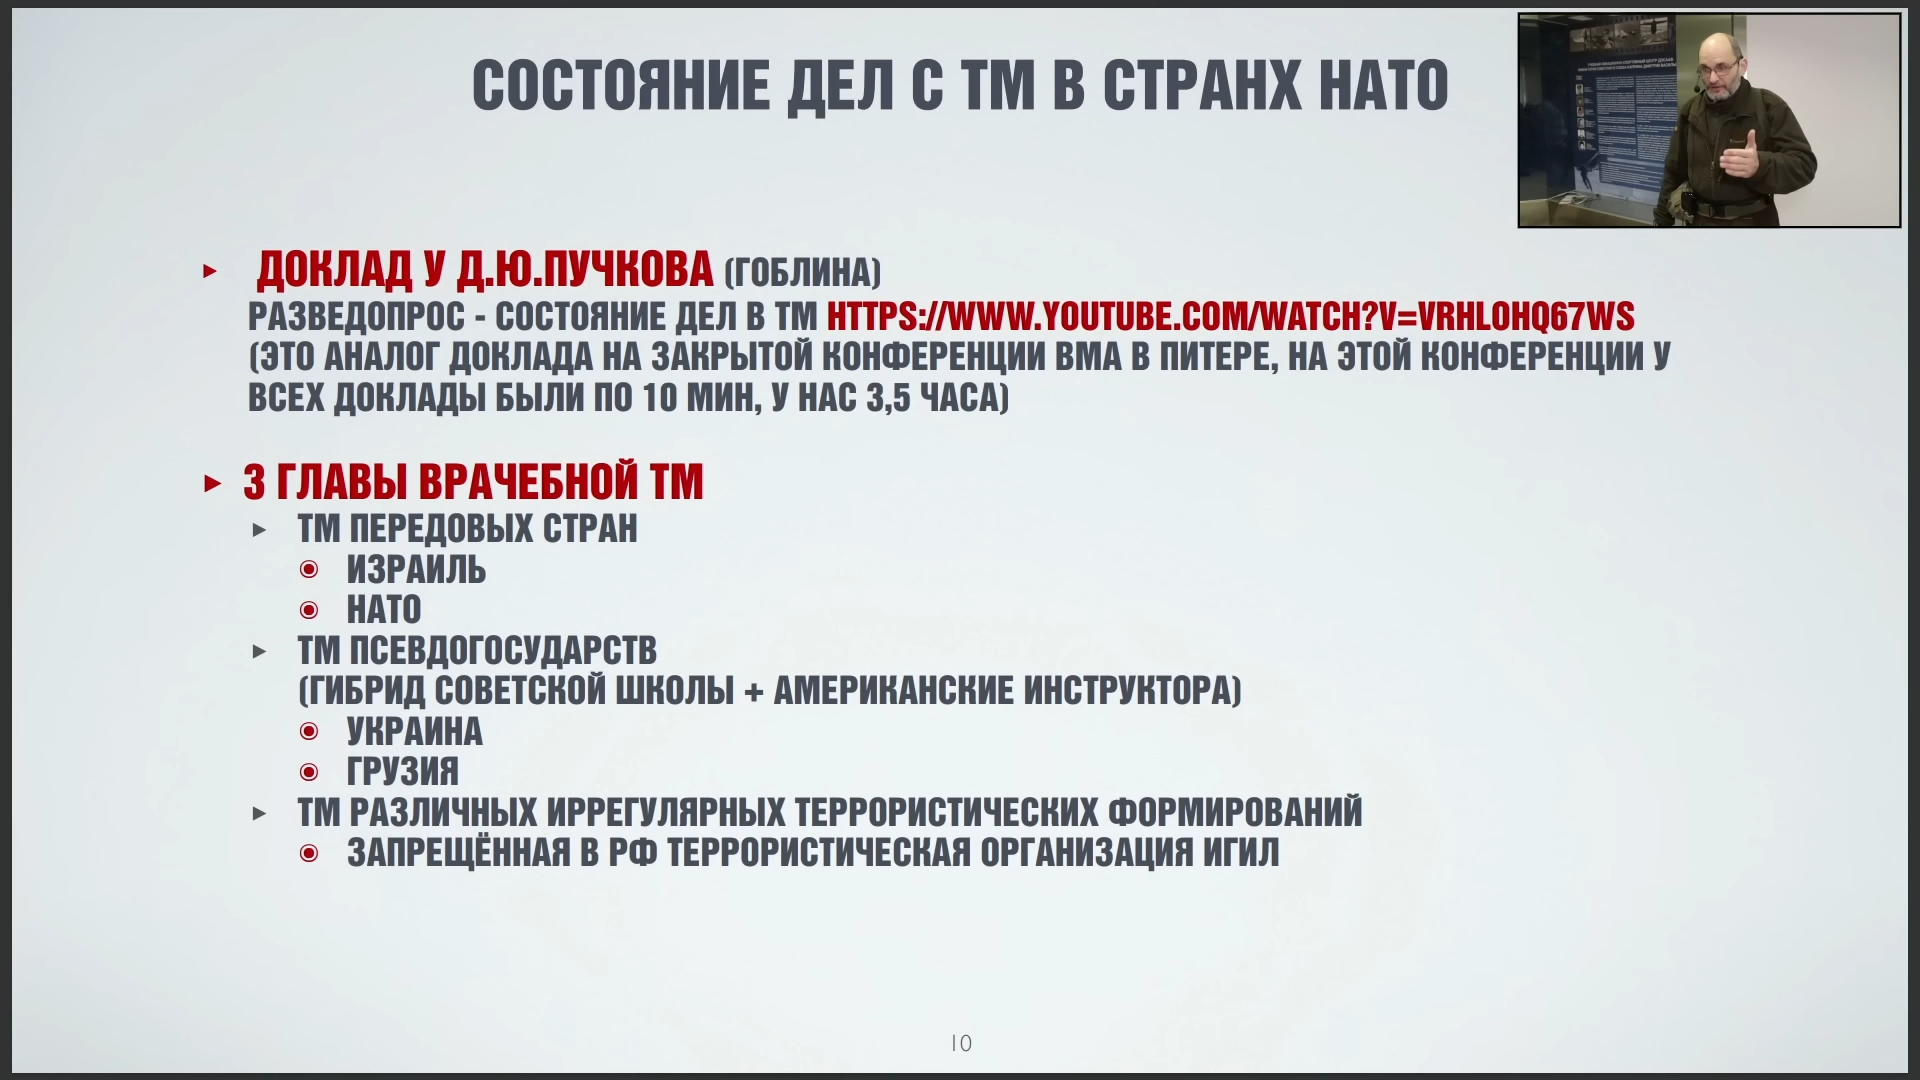 СОСТОЯНИЕ ДЕЛ С ТМ В СТРАНХ НАТО
ДОКЛАД У Д.Ю.ПУЧКОВА (ГОБЛИНА)
РАЗВЕДОПРОС - СОСТОЯНИЕ ДЕЛ В ТМ HTTPS://WWW.YOUTUBE.COM/WATCH?V=VRHLOHQ67WS
(ЭТО АНАЛОГ ДОКЛАДА НА ЗАКРЫТОЙ КОНФЕРЕНЦИИ ВМА В ПИТЕРЕ, НА ЭТОЙ КОНФЕРЕНЦИИ У
ВСЕХ ДОКЛАДЫ БЫЛИ ПО 10 МИН, У НАС 3,5 ЧАСА)
3 ГЛАВЫ ВРАЧЕБНОЙ ТМ
ТМ ПЕРЕДОВЫХ СТРАН
ИЗРАИЛЬ
НАТО
ТМ ПСЕВДОГОСУДАРСТВ
(ГИБРИД СОВЕТСКОЙ ШКОЛЫ + АМЕРИКАНСКИЕ ИНСТРУКТОРА)
УКРАИНА
ГРУЗИЯ
ТМ РАЗЛИЧНЫХ ИРРЕГУЛЯРНЫХ ТЕРРОРИСТИЧЕСКИХ ФОРМИРОВАНИЙ
ЗАПРЕЩЁННАЯ В РФ ТЕРРОРИСТИЧЕСКАЯ ОРГАНИЗАЦИЯ ИГИЛ
10